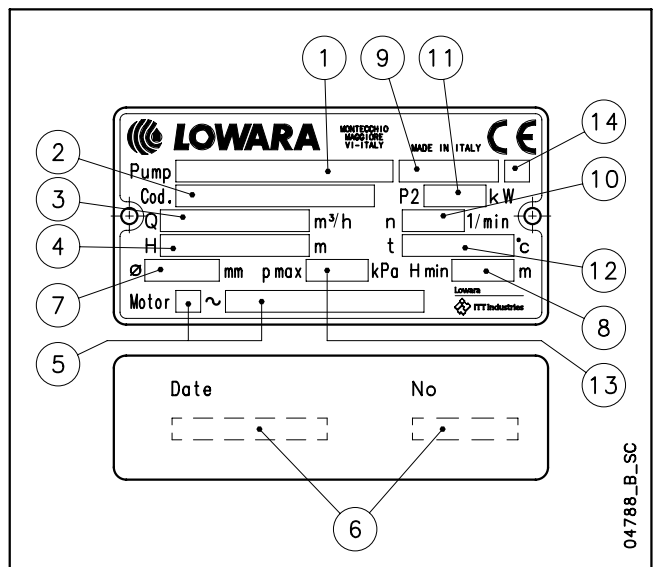 1 9 11
LOWARA MONTECCHIO MAGGIORE VI-ITALY MADE IN ITALY CE 14
2 Pump
Cod. P2 kW 10
3 Q m³/h n 1/min
4 H m t °c 12
7 ø mm p max kPa H min m 8
Motor ~ Lowara ITT Industries
5 13
Date No
6
04788_B_SC